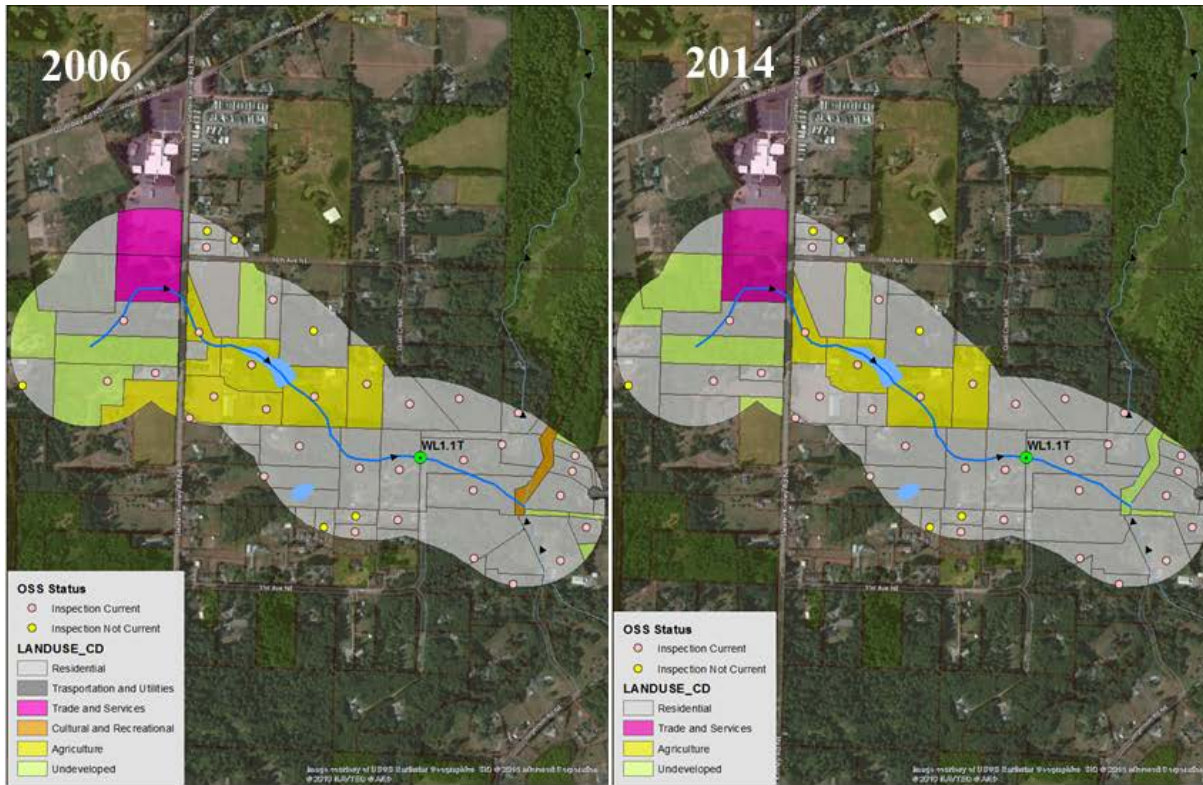 2006
WL1.1T
OSS Status
Inspection Current
Inspection Not Current
LANDUSE_CD
Residential
Trasportation and Utilities
Trade and Services
Cultural and Recreational
Agriculture
Undeveloped
2014
WL1.1T
OSS Status
Inspection Current
Inspection Not Current
LANDUSE_CD
Residential
Trade and Services
Agriculture
Undeveloped